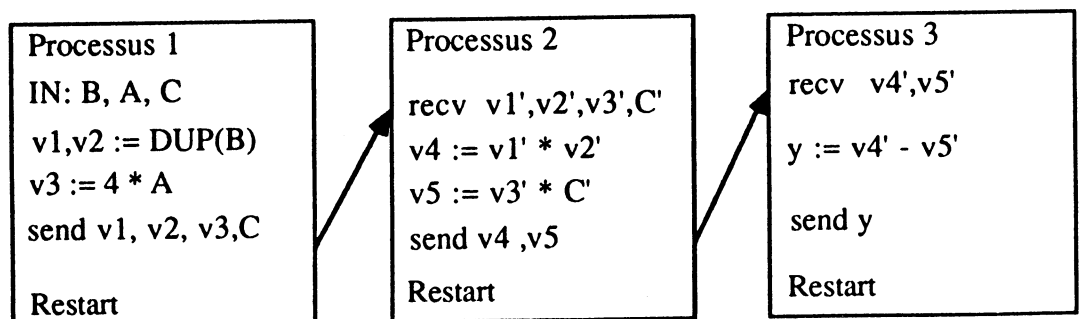 Processus 1
IN: B, A, C
v1,v2 := DUP(B)
v3 := 4 * A
send v1, v2, v3,C
Restart
Processus 2
recv v1',v2',v3',C'
v4 := v1' * v2'
v5 := v3' * C'
send v4 ,v5
Restart
Processus 3
recv v4',v5'
y := v4' - v5'
send y
Restart